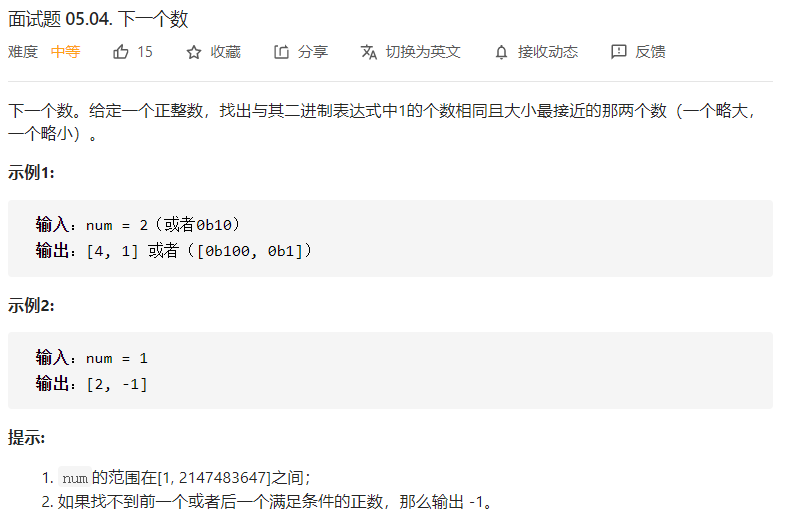 面试题 05.04. 下一个数
难度 中等 15 收藏 分享 切换为英文 接收动态 反馈
下一个数。给定一个正整数，找出与其二进制表达式中1的个数相同且大小最接近的那两个数（一个略大，
一个略小）。
示例1:
输入：num = 2（或者0b10）
输出：[4, 1] 或者（[0b100, 0b1]）
示例2:
输入：num = 1
输出：[2, -1]
提示:
1. num的范围在[1, 2147483647]之间；
2. 如果找不到前一个或者后一个满足条件的正数，那么输出 -1。